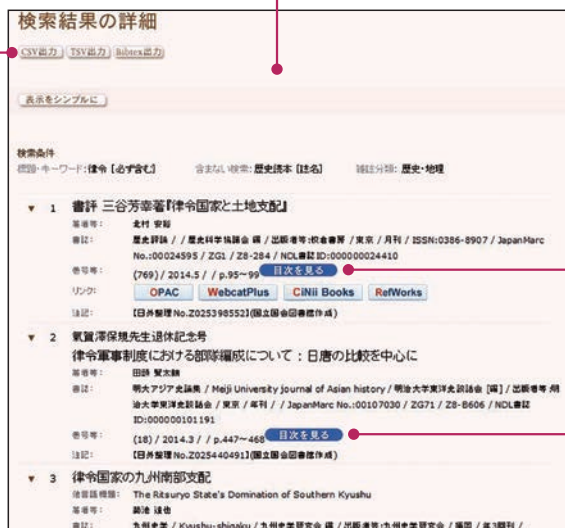 検索結果の詳細
CSV出力 TSV出力 Bibtex出力
表示をシンプルに
検索条件
標題・キーワード:律令 [必ず含む] 含まない検索:歴史読本 [誌名] 雑誌分類:歴史・地理
▼ 1 書評 三谷芳幸著『律令国家と土地支配』
著者等: 北村 安裕
書誌: 歴史評論 / / 歴史科学協議会 編 / 出版者等:校倉書房 / 東京 / 月刊 / ISSN:0386-8907 / JapanMarc
No.:00024595 / ZG1 / Z8-284 / NDL書誌ID:000000024410
巻号等: (769) / 2014.5 / / p.95〜99 目次を見る
リンク: OPAC WebcatPlus CiNii Books RefWorks
注記: 【日外整理No.Z025398552】(国立国会図書館作成)
▼ 2 氣賀澤保規先生退休記念号
律令軍事制度における部隊編成について:日唐の比較を中心に
著者等: 田詩 賢太朗
書誌: 明大アジア史論集 / Meiji University journal of Asian history / 明治大学東洋史談話会 [編] / 出版者等:明
治大学東洋史談話会 / 東京 / 年刊 / / JapanMarc No.:00107030 / ZG71 / Z8-B606 / NDL書誌
ID:000000101191
巻号等: (18) / 2014.3 / / p.447〜468 目次を見る
注記: 【日外整理No.Z025440491】(国立国会図書館作成)
▼ 3 律令国家の九州南部支配
他言語標題: The Ritsuryo State's Domination of Southern Kyushu
著者等: 菊池 達也
書誌: 九州史学 / Kyushu-shigaku / 九州史学研究会 編 / 出版者等:九州史学研究会 / 福岡 / 年3回刊 /